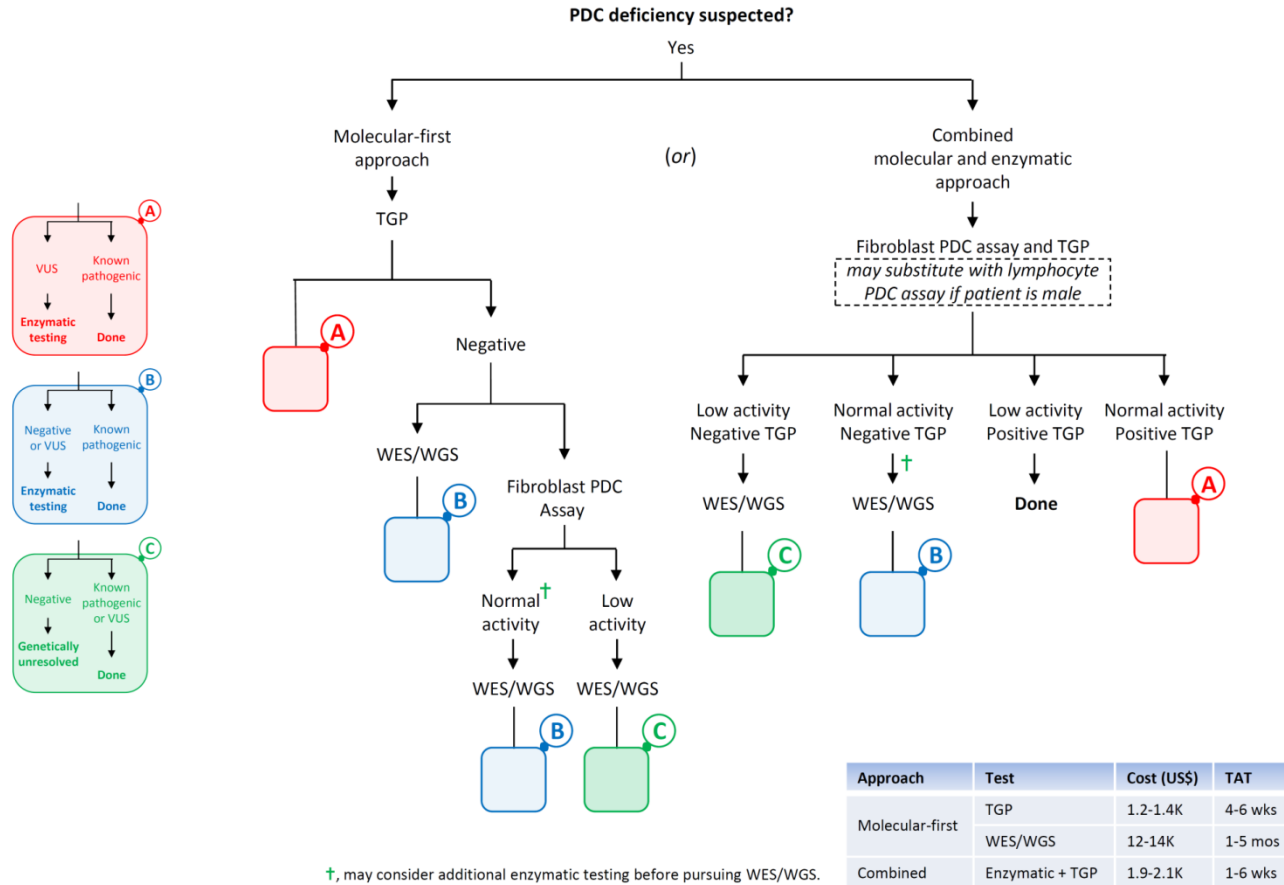 PDC deficiency suspected?
Yes
Molecular-first
approach
(or)
Combined
molecular and enzymatic
approach
TGP
Fibroblast PDC assay and TGP
may substitute with lymphocyte
PDC assay if patient is male
A
Negative
WES/WGS
B
Fibroblast PDC
Assay
Normal†
activity
Low
activity
WES/WGS
WES/WGS
B
C
Low activity
Negative TGP
Normal activity
Negative TGP
Low activity
Positive TGP
Normal activity
Positive TGP
†
WES/WGS
WES/WGS
Done
A
C
B
A
VUS
Known
pathogenic
Enzymatic
testing
Done
B
Negative
or VUS
Known
pathogenic
Enzymatic
testing
Done
C
Negative
Known
pathogenic
or VUS
Genetically
unresolved
Done
Approach Test Cost (US$) TAT
Molecular-first
TGP 1.2-1.4K 4-6 wks
WES/WGS 12-14K 1-5 mos
Combined Enzymatic + TGP 1.9-2.1K 1-6 wks
†, may consider additional enzymatic testing before pursuing WES/WGS.